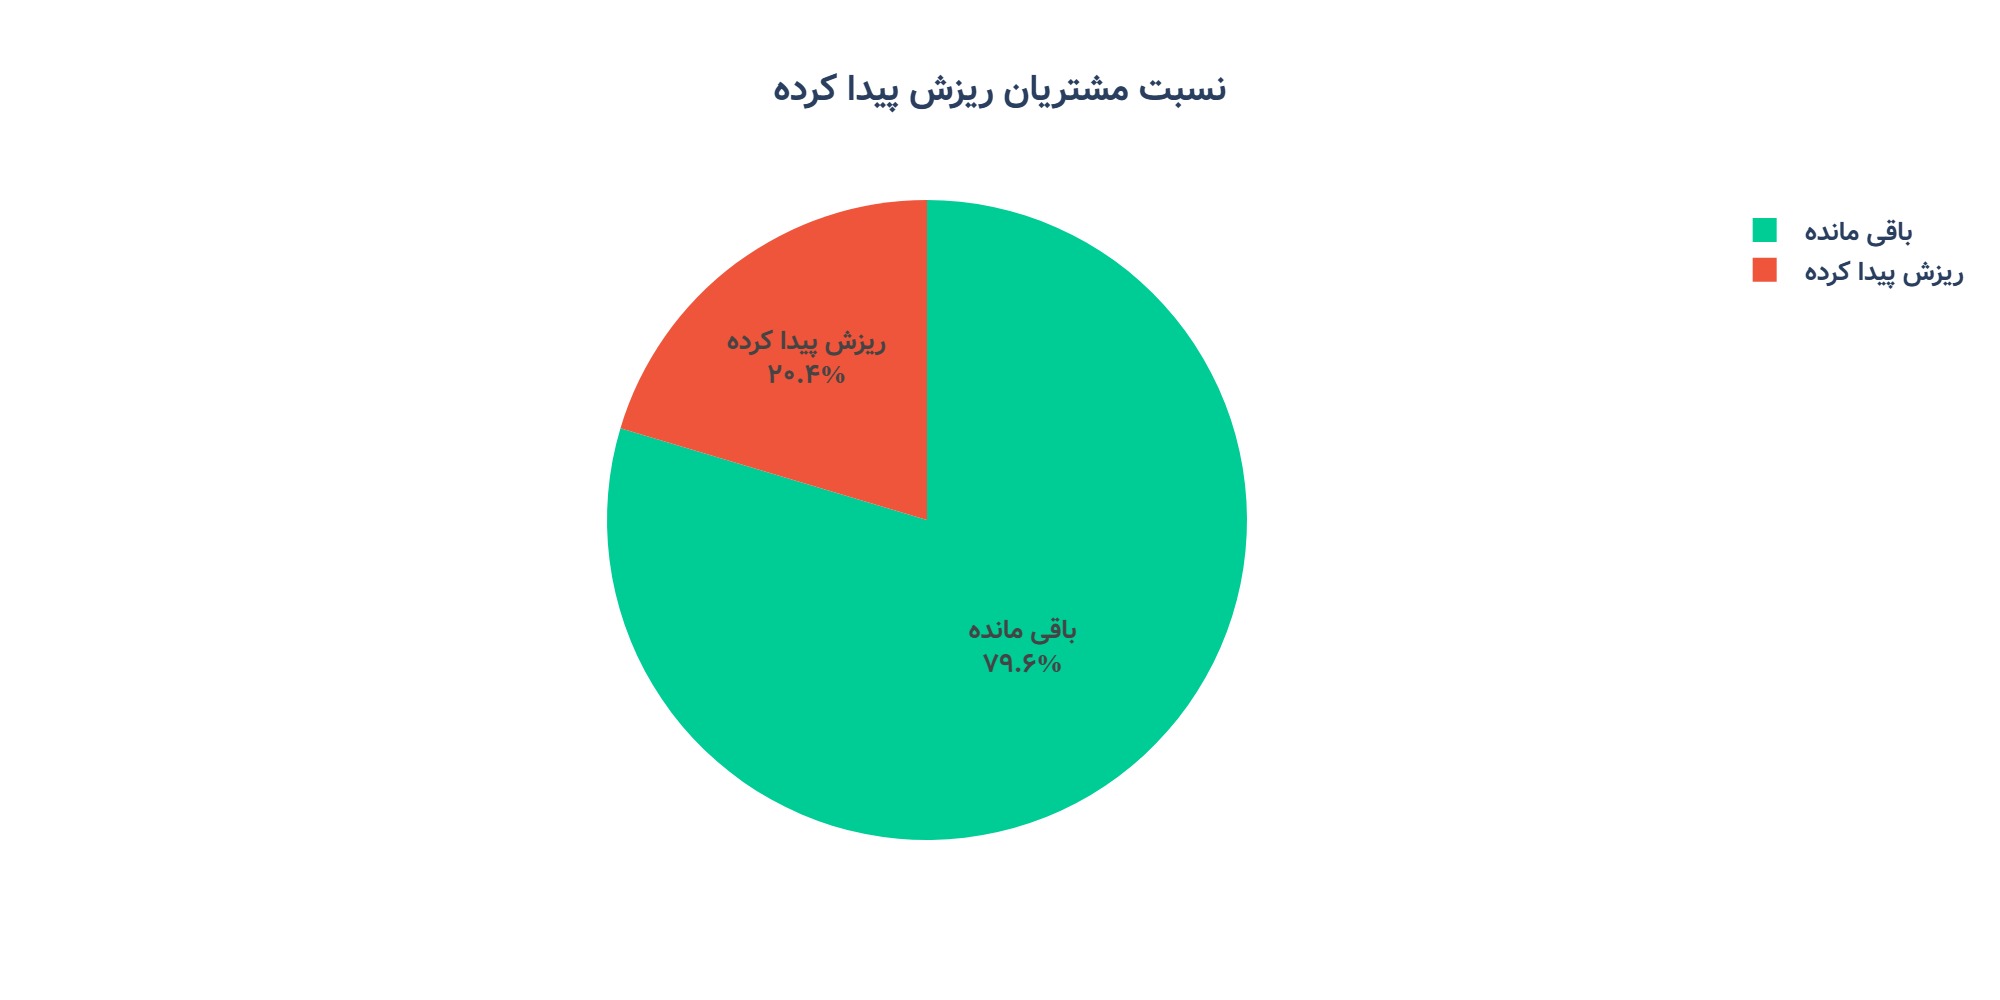 نسبت مشتریان ریزش پیدا کرده
باقی مانده
ریزش پیدا کرده
ریزش پیدا کرده
۲۰.۴%
باقی مانده
۷۹.۶%